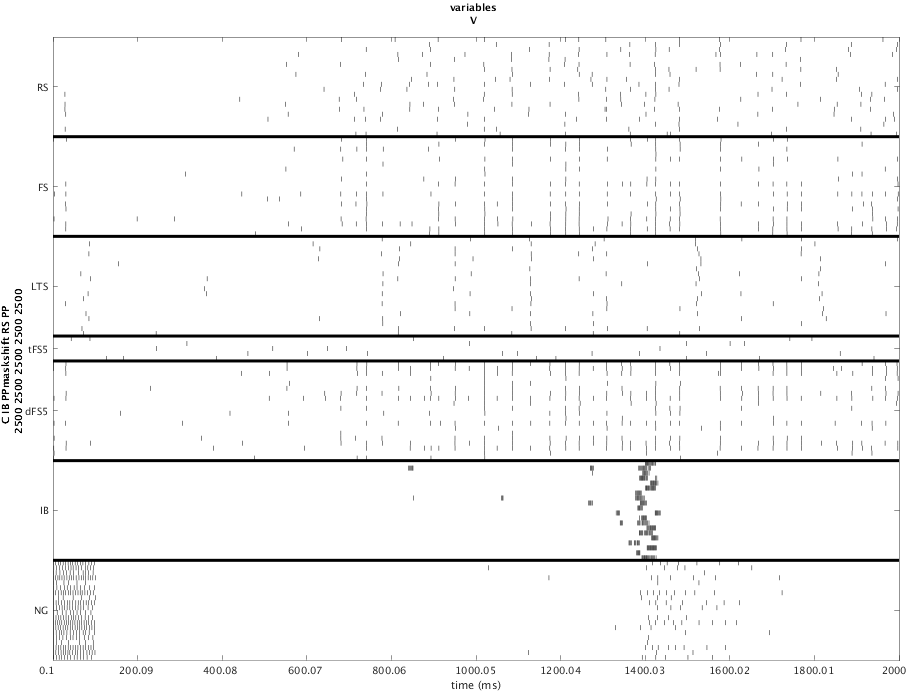 variables
V
RS
FS
LTS
tFS5
dFS5
IB
NG
C IB PPmaskshift RS PP
2500 2500 2500 2500 2500
0.1 200.09 400.08 600.07 800.06 1000.05 1200.04 1400.03 1600.02 1800.01 2000
time (ms)